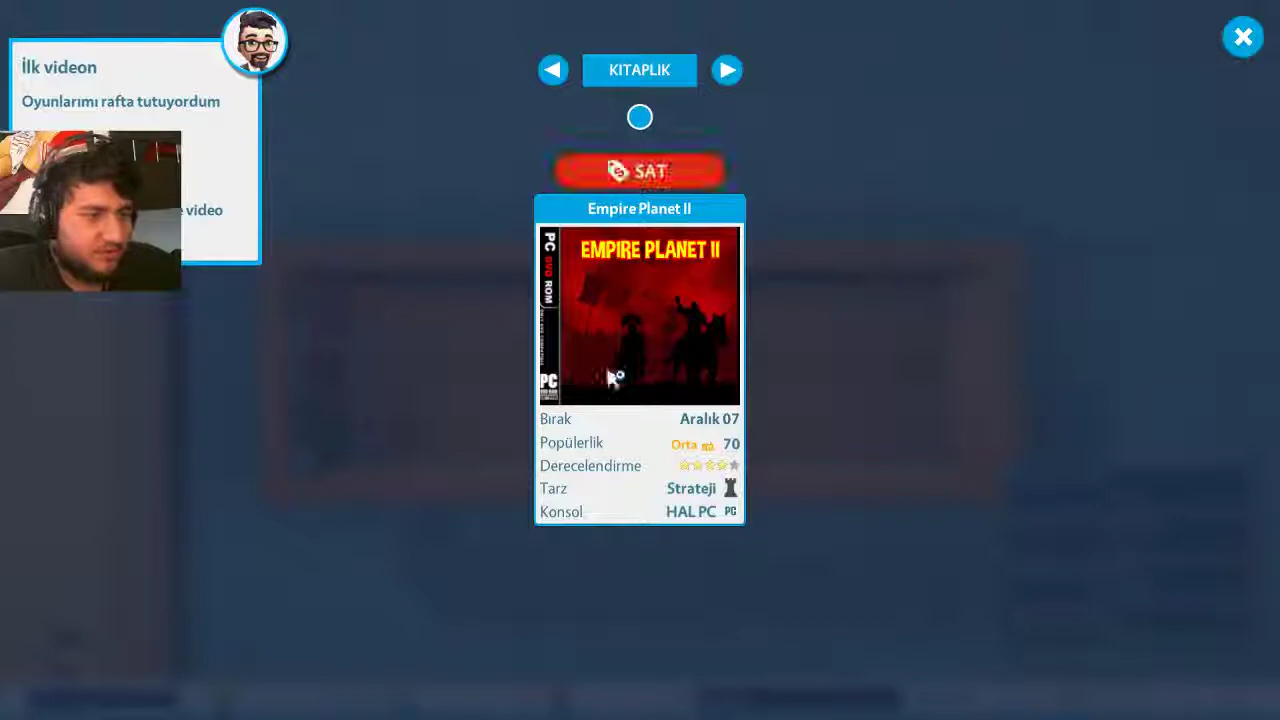 İlk videon
Oyunlarımı rafta tutuyordum
video
KITAPLIK
SAT
Empire Planet II
PC DVD ROM
EMPIRE PLANET II
PC
Bırak Aralık 07
Popülerlik Orta 70
Derecelendirme
Tarz Strateji
Konsol HAL PC PC